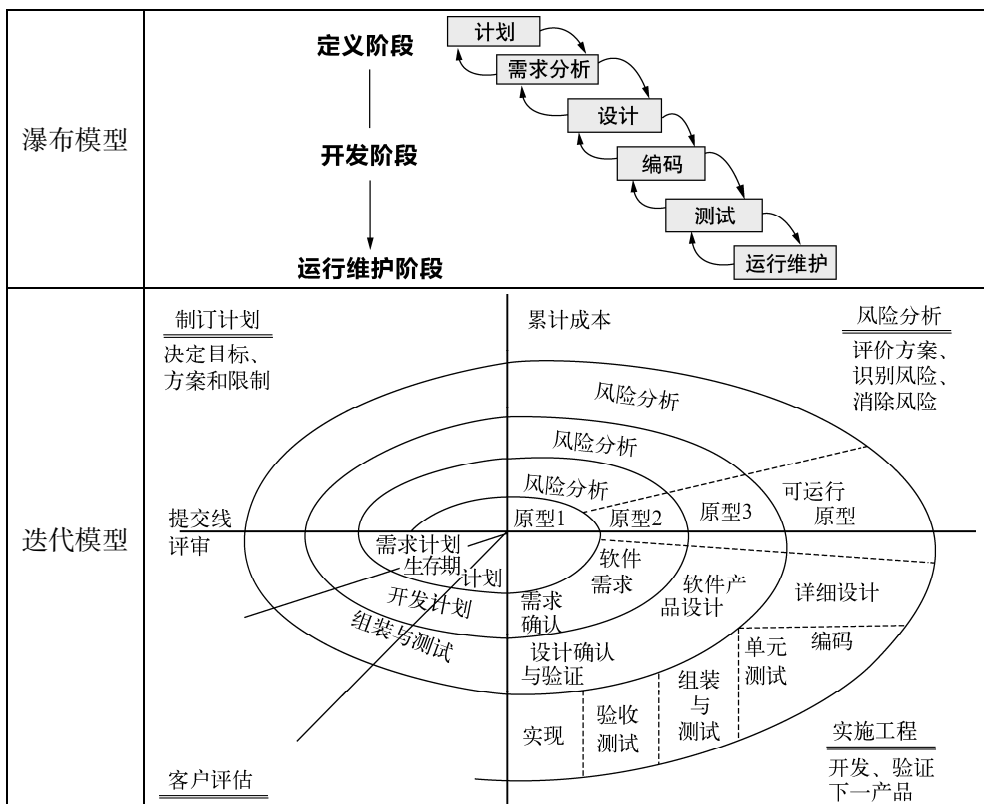 瀑布模型
定义阶段
开发阶段
运行维护阶段
计划
需求分析
设计
编码
测试
运行维护
迭代模型
制订计划
决定目标、
方案和限制
累计成本
风险分析
评价方案、
识别风险、
消除风险
风险分析
风险分析
风险分析
提交线
评审
原型1
原型2
原型3
可运行
原型
需求计划
生存期
计划
开发计划
组装与测试
软件
需求
需求
确认
软件产
品设计
详细设计
设计确认
与验证
单元
测试
编码
组装
与
测试
实现
验收
测试
客户评估
实施工程
开发、验证
下一产品